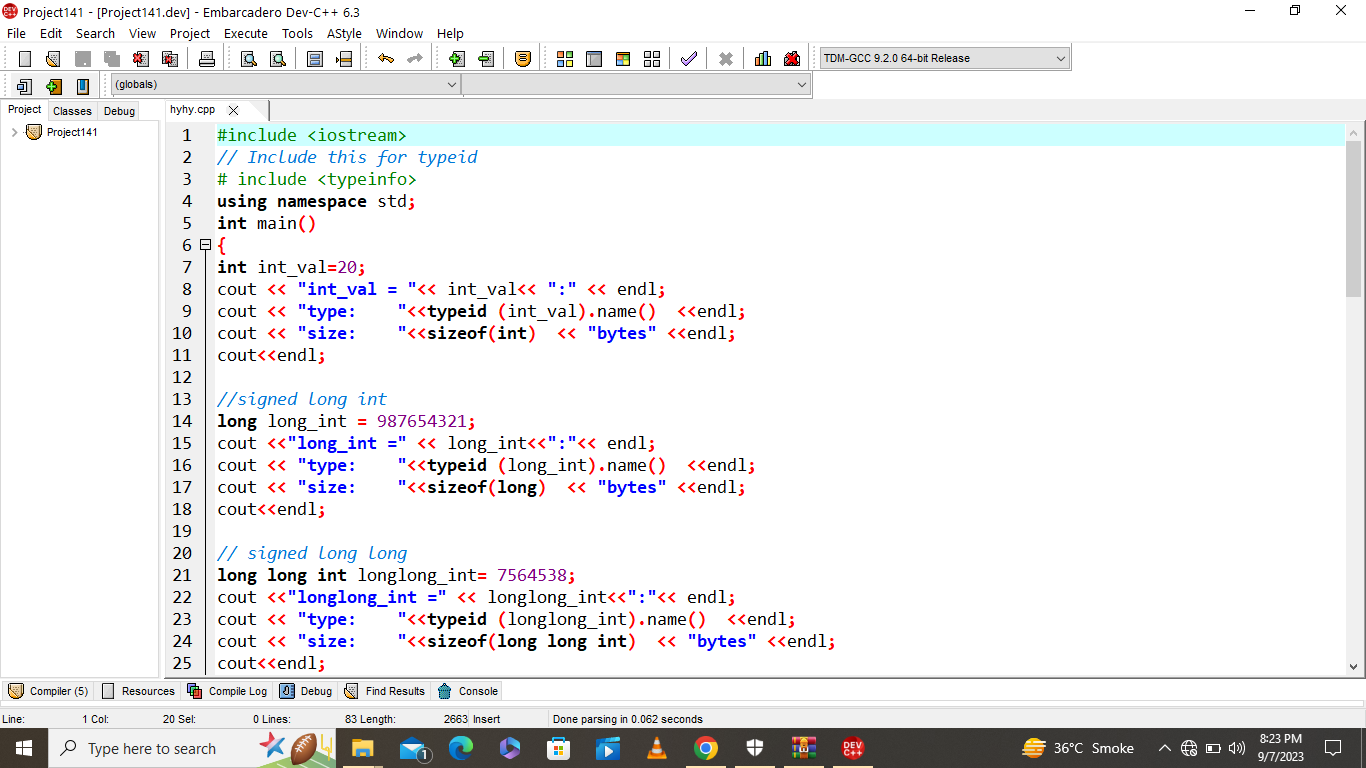 Project141 - [Project141.dev] - Embarcadero Dev-C++ 6.3
File Edit Search View Project Execute Tools AStyle Window Help
TDM-GCC 9.2.0 64-bit Release
(globals)
Project Classes Debug
hyhy.cpp
Project141
1 #include <iostream>
2 // Include this for typeid
3 # include <typeinfo>
4 using namespace std;
5 int main()
6 {
7 int int_val=20;
8 cout << "int_val = "<< int_val<< ":" << endl;
9 cout << "type:    "<<typeid (int_val).name()  <<endl;
10 cout << "size:    "<<sizeof(int)  << "bytes" <<endl;
11 cout<<endl;
12
13 //signed long int
14 long long_int = 987654321;
15 cout <<"long_int =" << long_int<<":"<< endl;
16 cout << "type:    "<<typeid (long_int).name()  <<endl;
17 cout << "size:    "<<sizeof(long)  << "bytes" <<endl;
18 cout<<endl;
19
20 // signed long long
21 long long int longlong_int= 7564538;
22 cout <<"longlong_int =" << longlong_int<<":"<< endl;
23 cout << "type:    "<<typeid (longlong_int).name()  <<endl;
24 cout << "size:    "<<sizeof(long long int)  << "bytes" <<endl;
25 cout<<endl;
Compiler (5) Resources Compile Log Debug Find Results Console
Line: 1 Col: 20 Sel: 0 Lines: 83 Length: 2663 Insert Done parsing in 0.062 seconds
Type here to search
1
DEV C++
36°C Smoke
8:23 PM
9/7/2023